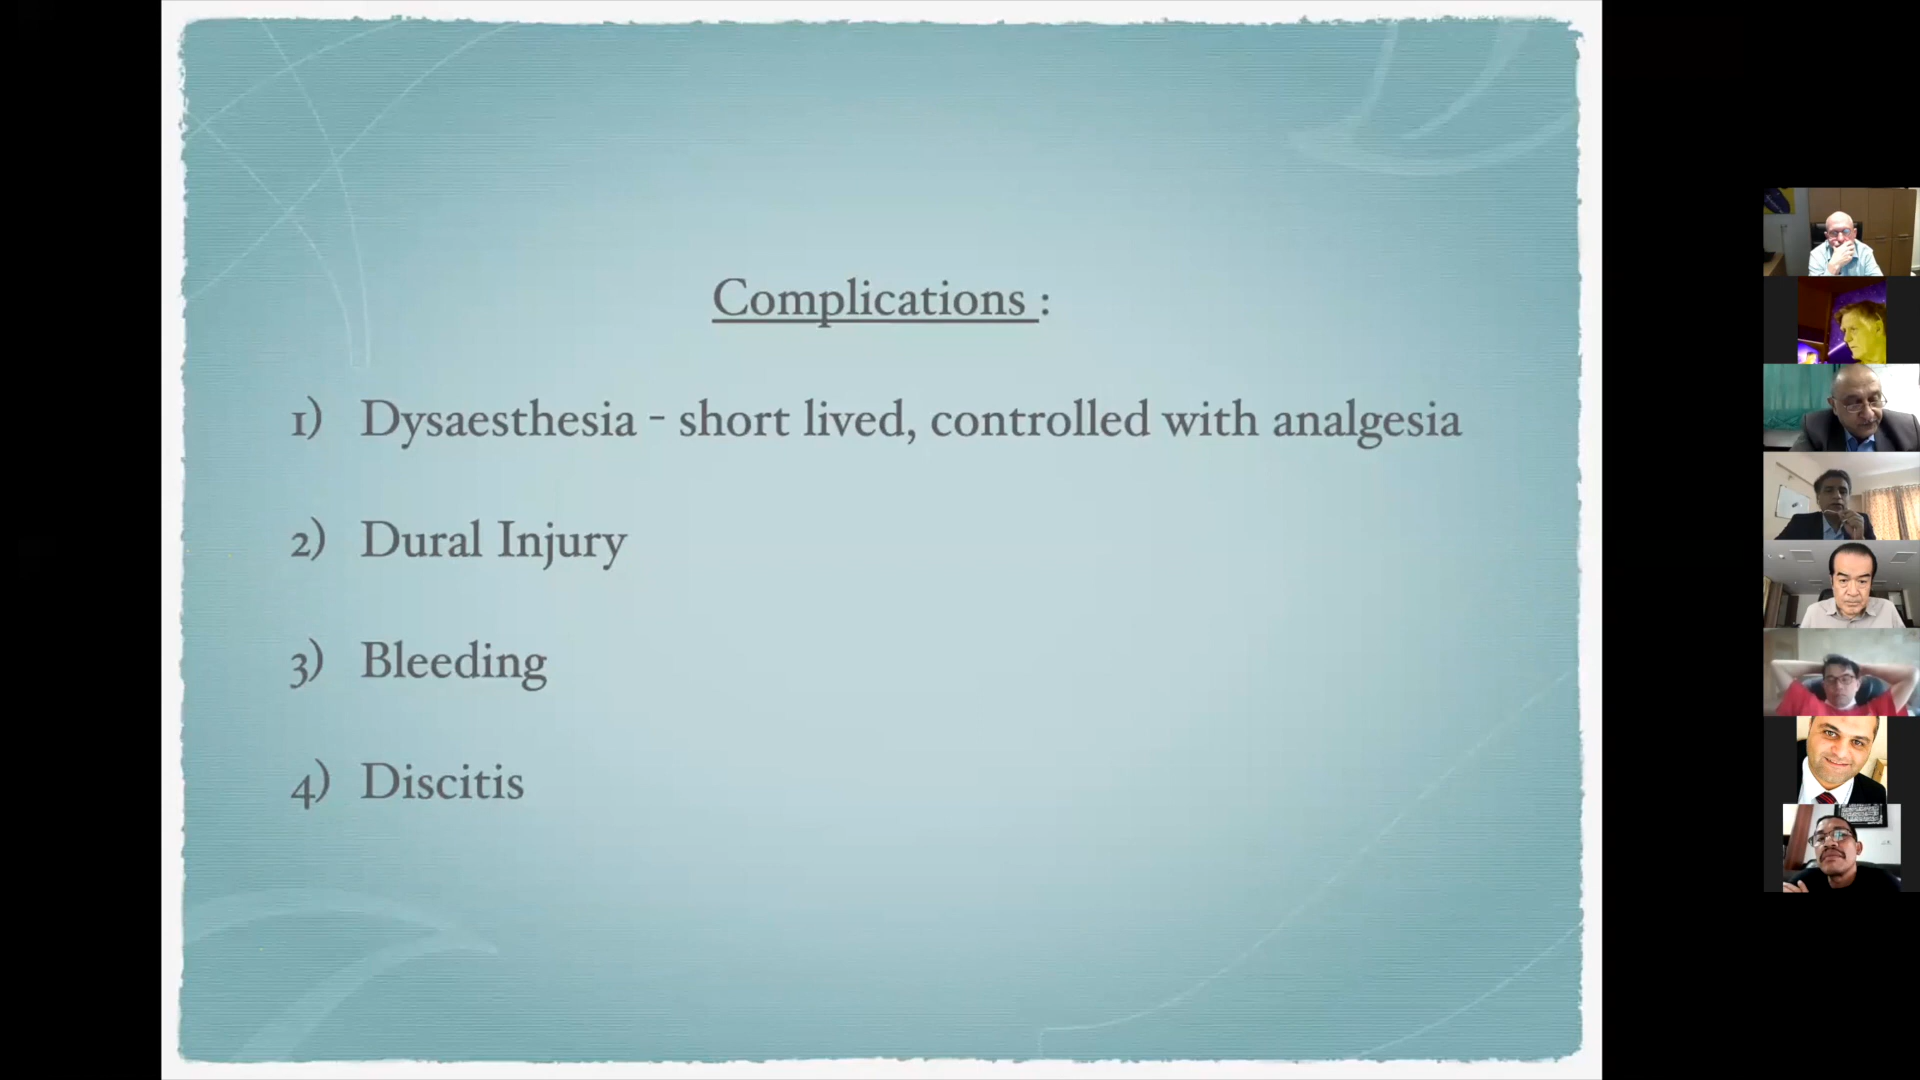 Complications :
1) Dysaesthesia - short lived, controlled with analgesia
2) Dural Injury
3) Bleeding
4) Discitis